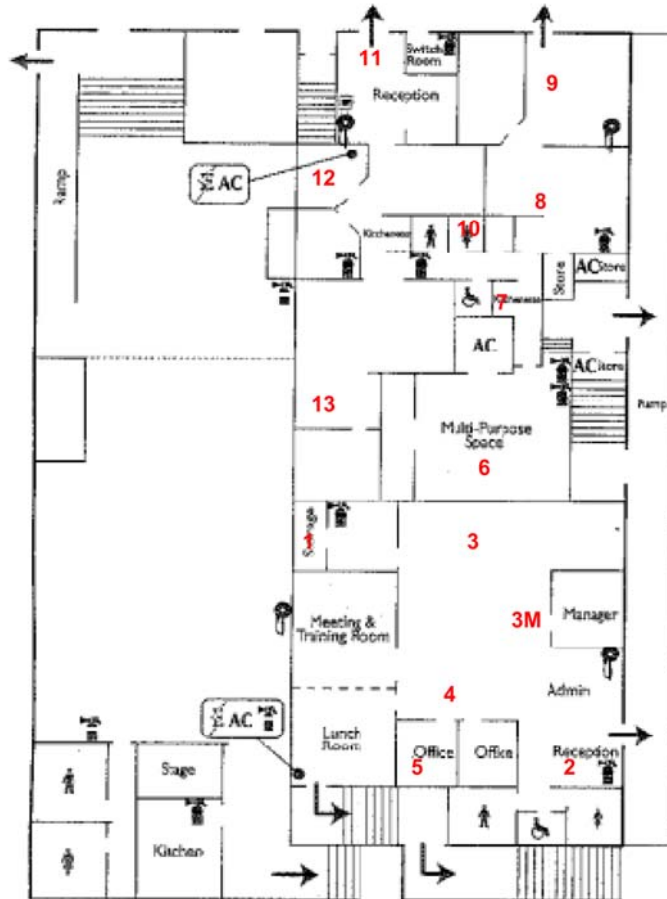 11
Switch
Room
9
Reception
Ramp
AC
12
8
10
Kitchenette
Store
AC Store
7
Kitchenette
AC
AC Store
Ramp
13
Multi-Purpose
Space
6
3
Meeting &
Training Room
3M
Manager
4
Admin
AC
Lunch
Room
Office
Office
Reception
5
2
Stage
Kitchen